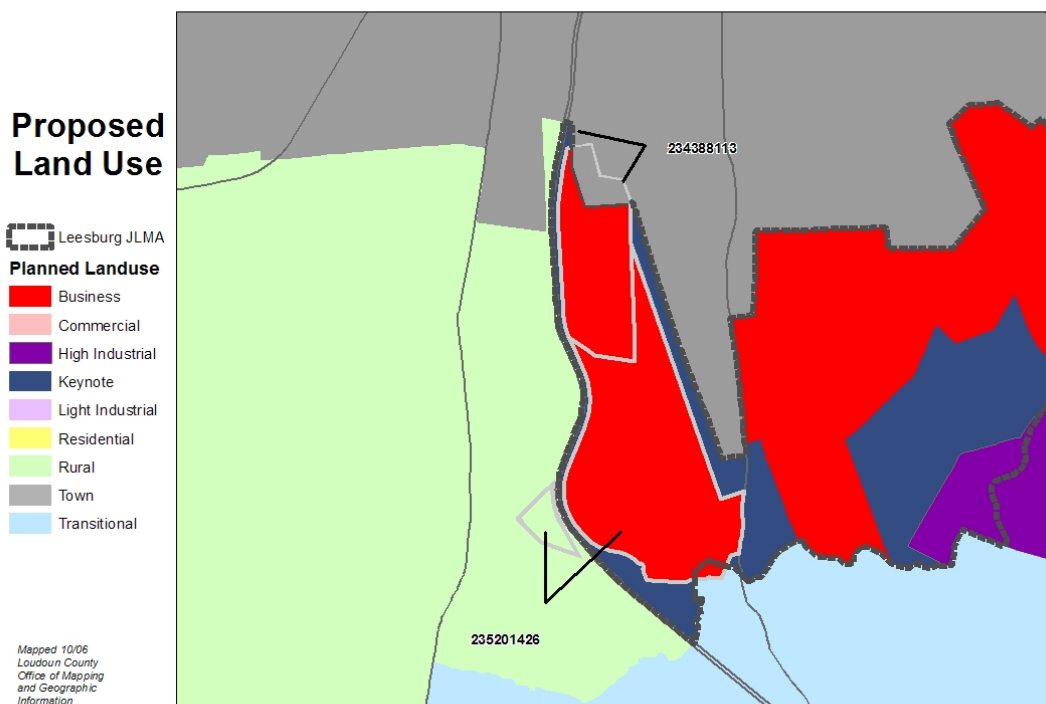 Proposed
Land Use
Leesburg JLMA
Planned Landuse
Business
Commercial
High Industrial
Keynote
Light Industrial
Residential
Rural
Town
Transitional
Mapped 10/06
Loudoun County
Office of Mapping
and Geographic
Information
234388113
235201426